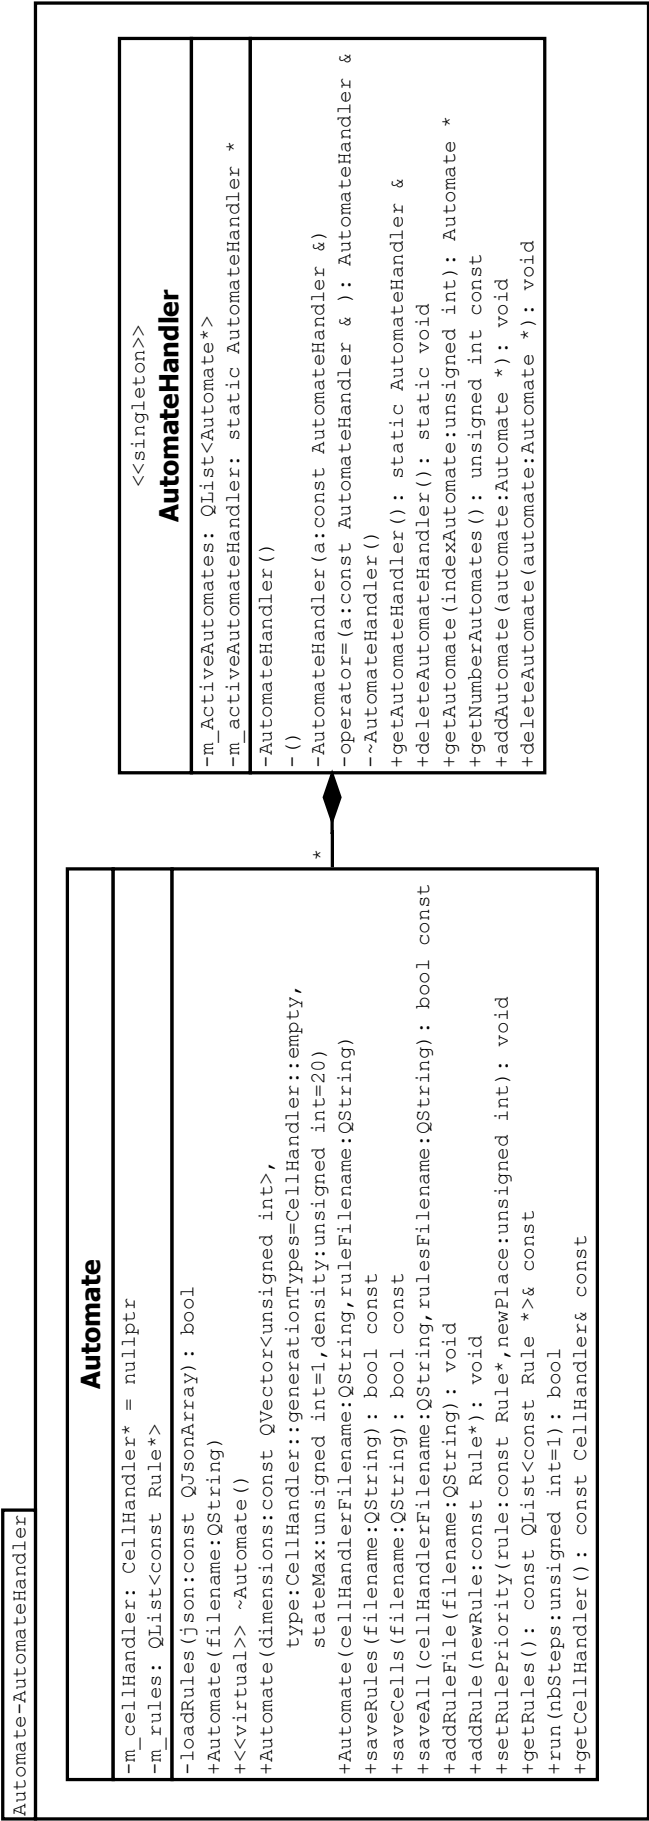 Automate-AutomateHandler
Automate
-m_cellHandler: CellHandler* = nullptr
-m_rules: QList<const Rule*>
-loadRules(json:const QJsonArray): bool
+Automate(filename:QString)
+<<virtual>> ~Automate()
+Automate(dimensions:const QVector<unsigned int>,
type:CellHandler::generationTypes=CellHandler::empty,
stateMax:unsigned int=1,density:unsigned int=20)
+Automate(cellHandlerFilename:QString,ruleFilename:QString)
+saveRules(filename:QString): bool const
+saveCells(filename:QString): bool const
+saveAll(cellHandlerFilename:QString,rulesFilename:QString): bool const
+addRuleFile(filename:QString): void
+addRule(newRule:const Rule*): void
+setRulePriority(rule:const Rule*,newPlace:unsigned int): void
+getRules(): const QList<const Rule *>& const
+run(nbSteps:unsigned int=1): bool
+getCellHandler(): const CellHandler& const
*
<<singleton>>
AutomateHandler
-m_ActiveAutomates: QList<Automate*>
-m_activeAutomateHandler: static AutomateHandler *
-AutomateHandler()
-()
-AutomateHandler(a:const AutomateHandler &)
-operator=(a:const AutomateHandler & ): AutomateHandler &
-~AutomateHandler()
+getAutomateHandler(): static AutomateHandler &
+deleteAutomateHandler(): static void
+getAutomate(indexAutomate:unsigned int): Automate *
+getNumberAutomates(): unsigned int const
+addAutomate(automate:Automate *): void
+deleteAutomate(automate:Automate *): void